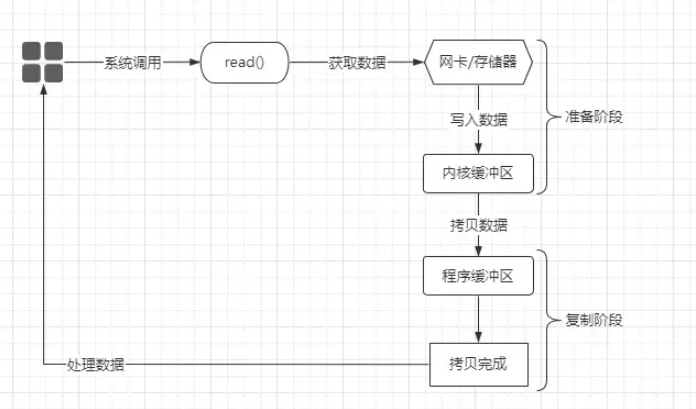 系统调用
read()
获取数据
网卡/存储器
写入数据
准备阶段
内核缓冲区
拷贝数据
程序缓冲区
复制阶段
拷贝完成
处理数据